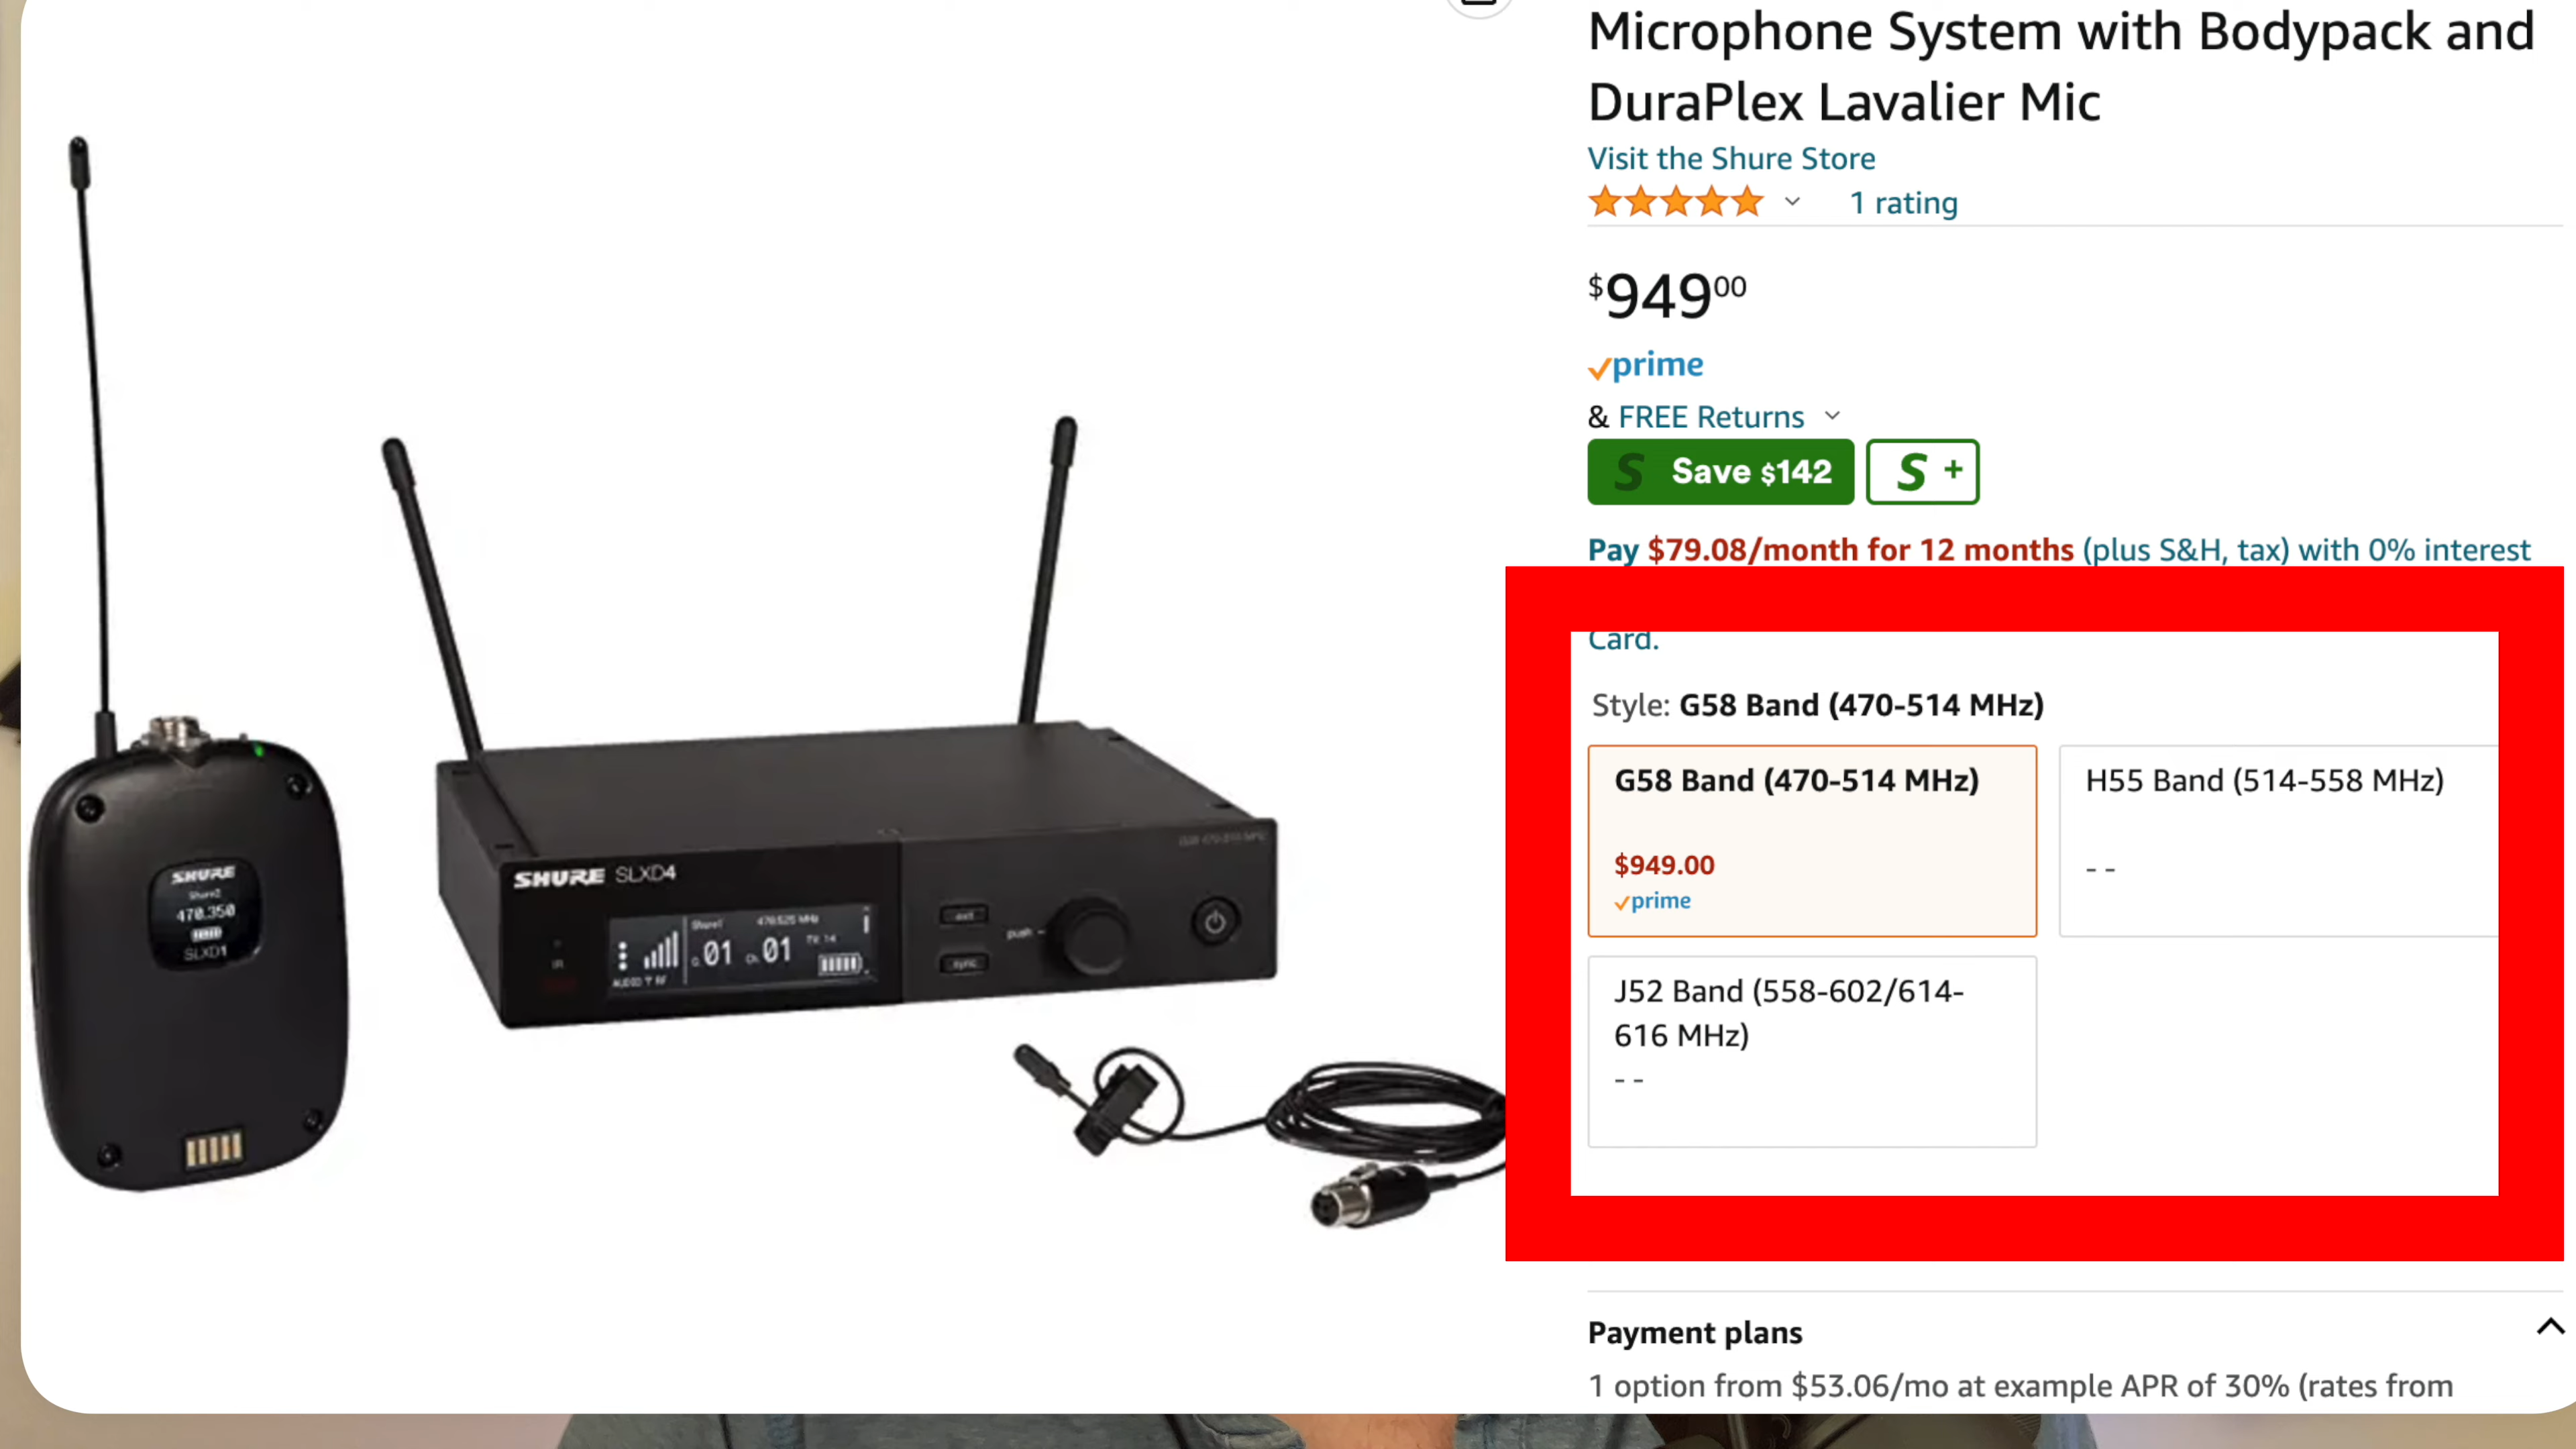 Microphone System with Bodypack and
DuraPlex Lavalier Mic
Visit the Shure Store
1 rating
$94900
prime
& FREE Returns
S Save $142 S +
Pay $79.08/month for 12 months (plus S&H, tax) with 0% interest
Card.
Style: G58 Band (470-514 MHz)
G58 Band (470-514 MHz)
$949.00
prime
H55 Band (514-558 MHz)
- -
J52 Band (558-602/614-
616 MHz)
- -
Payment plans
1 option from $53.06/mo at example APR of 30% (rates from
SHURE
470.350
SLXD1
SHURE SLXD4
01 01
push
sync